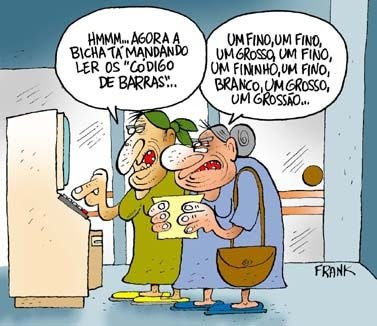 HMMM... AGORA A
BICHA TÁ MANDANDO
LER OS "CÓDIGO
DE BARRAS"...
UM FINO, UM FINO,
UM GROSSO, UM FINO,
UM FININHO, UM FINO,
BRANCO, UM GROSSO,
UM GROSSÃO...
FRANK